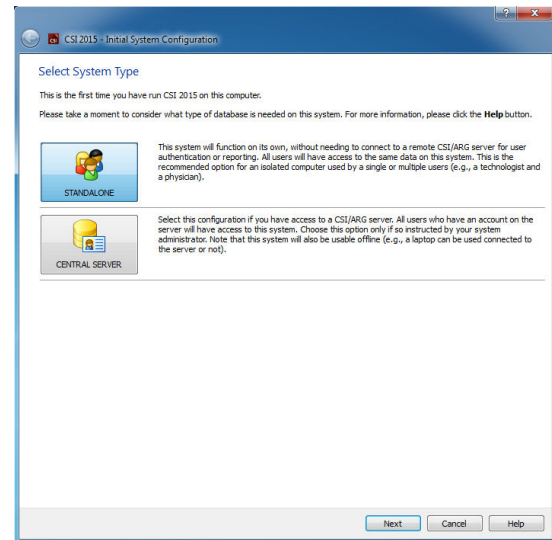 CSI 2015 - Initial System Configuration
Select System Type
This is the first time you have run CSI 2015 on this computer.
Please take a moment to consider what type of database is needed on this system. For more information, please click the Help button.
This system will function on its own, without needing to connect to a remote CSI/ARG server for user
authentication or reporting. All users will have access to the same data on this system. This is the
recommended option for an isolated computer used by a single or multiple users (e.g., a technologist and
a physician).
STANDALONE
Select this configuration if you have access to a CSI/ARG server. All users who have an account on the
server will have access to this system. Choose this option only if so instructed by your system
administrator. Note that this system will also be usable offline (e.g., a laptop can be used connected to
the server or not).
CENTRAL SERVER
Next Cancel Help